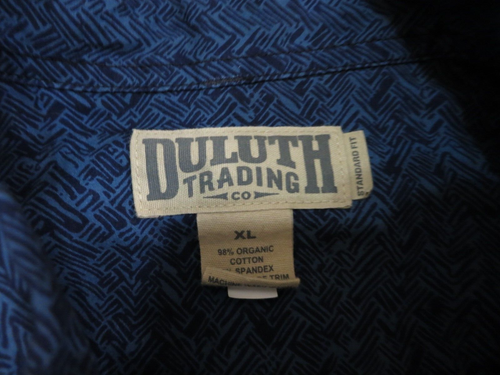 DULUTH
TRADING
CO
STANDARD FIT
XL
98% ORGANIC
COTTON
SPANDEX
TRIM